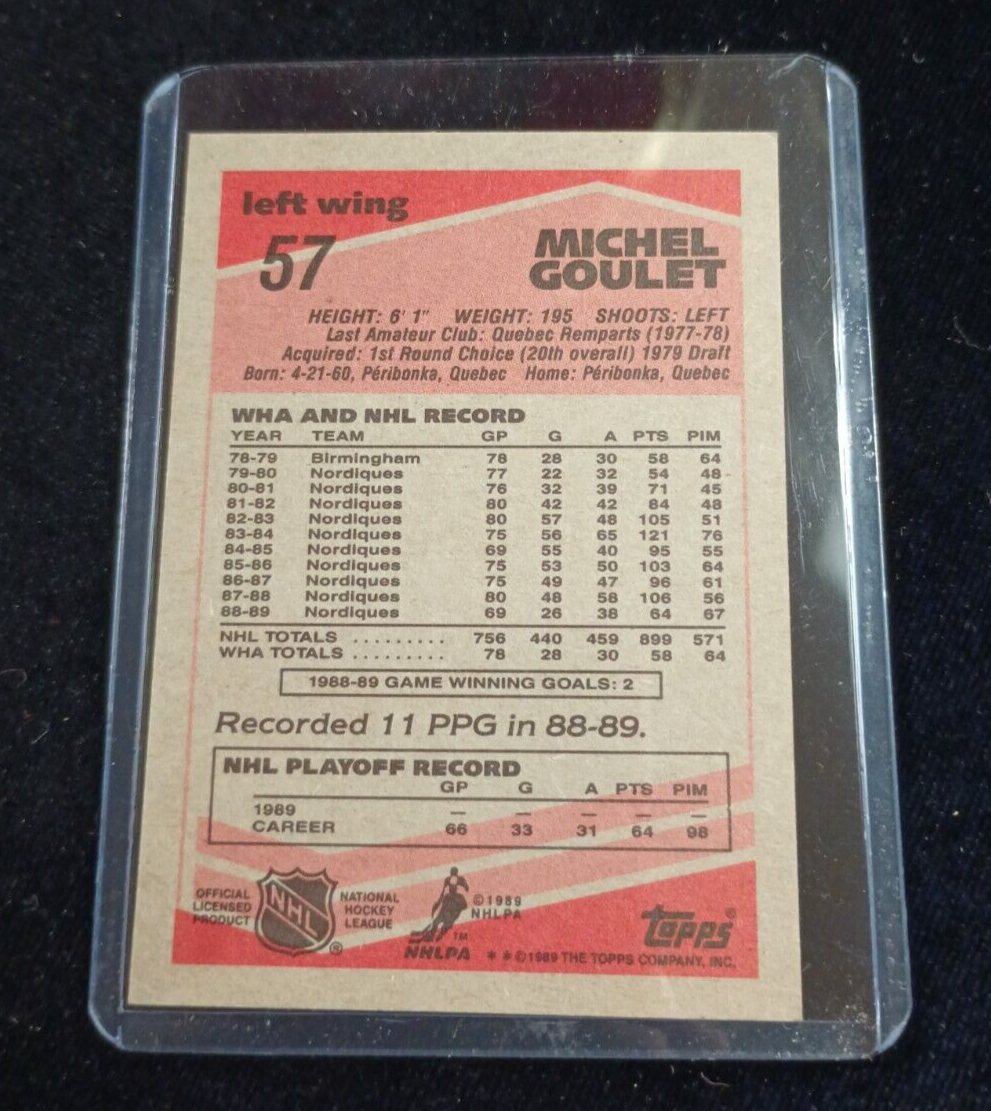 left wing
57
MICHEL
GOULET
HEIGHT: 6' 1" WEIGHT: 195 SHOOTS: LEFT
Last Amateur Club: Quebec Remparts (1977-78)
Acquired: 1st Round Choice (20th overall) 1979 Draft
Born: 4-21-60, Péribonka, Quebec Home: Péribonka, Quebec
WHA AND NHL RECORD
YEAR TEAM GP G A PTS PIM
78-79 Birmingham 78 28 30 58 64
79-80 Nordiques 77 22 32 54 48
80-81 Nordiques 76 32 39 71 45
81-82 Nordiques 80 42 42 84 48
82-83 Nordiques 80 57 48 105 51
83-84 Nordiques 75 56 65 121 76
84-85 Nordiques 69 55 40 95 55
85-86 Nordiques 75 53 50 103 64
86-87 Nordiques 75 49 47 96 61
87-88 Nordiques 80 48 58 106 56
88-89 Nordiques 69 26 38 64 67
NHL TOTALS ......... 756 440 459 899 571
WHA TOTALS ......... 78 28 30 58 64
1988-89 GAME WINNING GOALS: 2
Recorded 11 PPG in 88-89.
NHL PLAYOFF RECORD
GP G A PTS PIM
1989 — — — — —
CAREER 66 33 31 64 98
OFFICIAL
LICENSED
PRODUCT
NHL
®
NATIONAL
HOCKEY
LEAGUE
©1989
NHLPA
TM
NHLPA
topps®
* * ©1989 THE TOPPS COMPANY, INC.